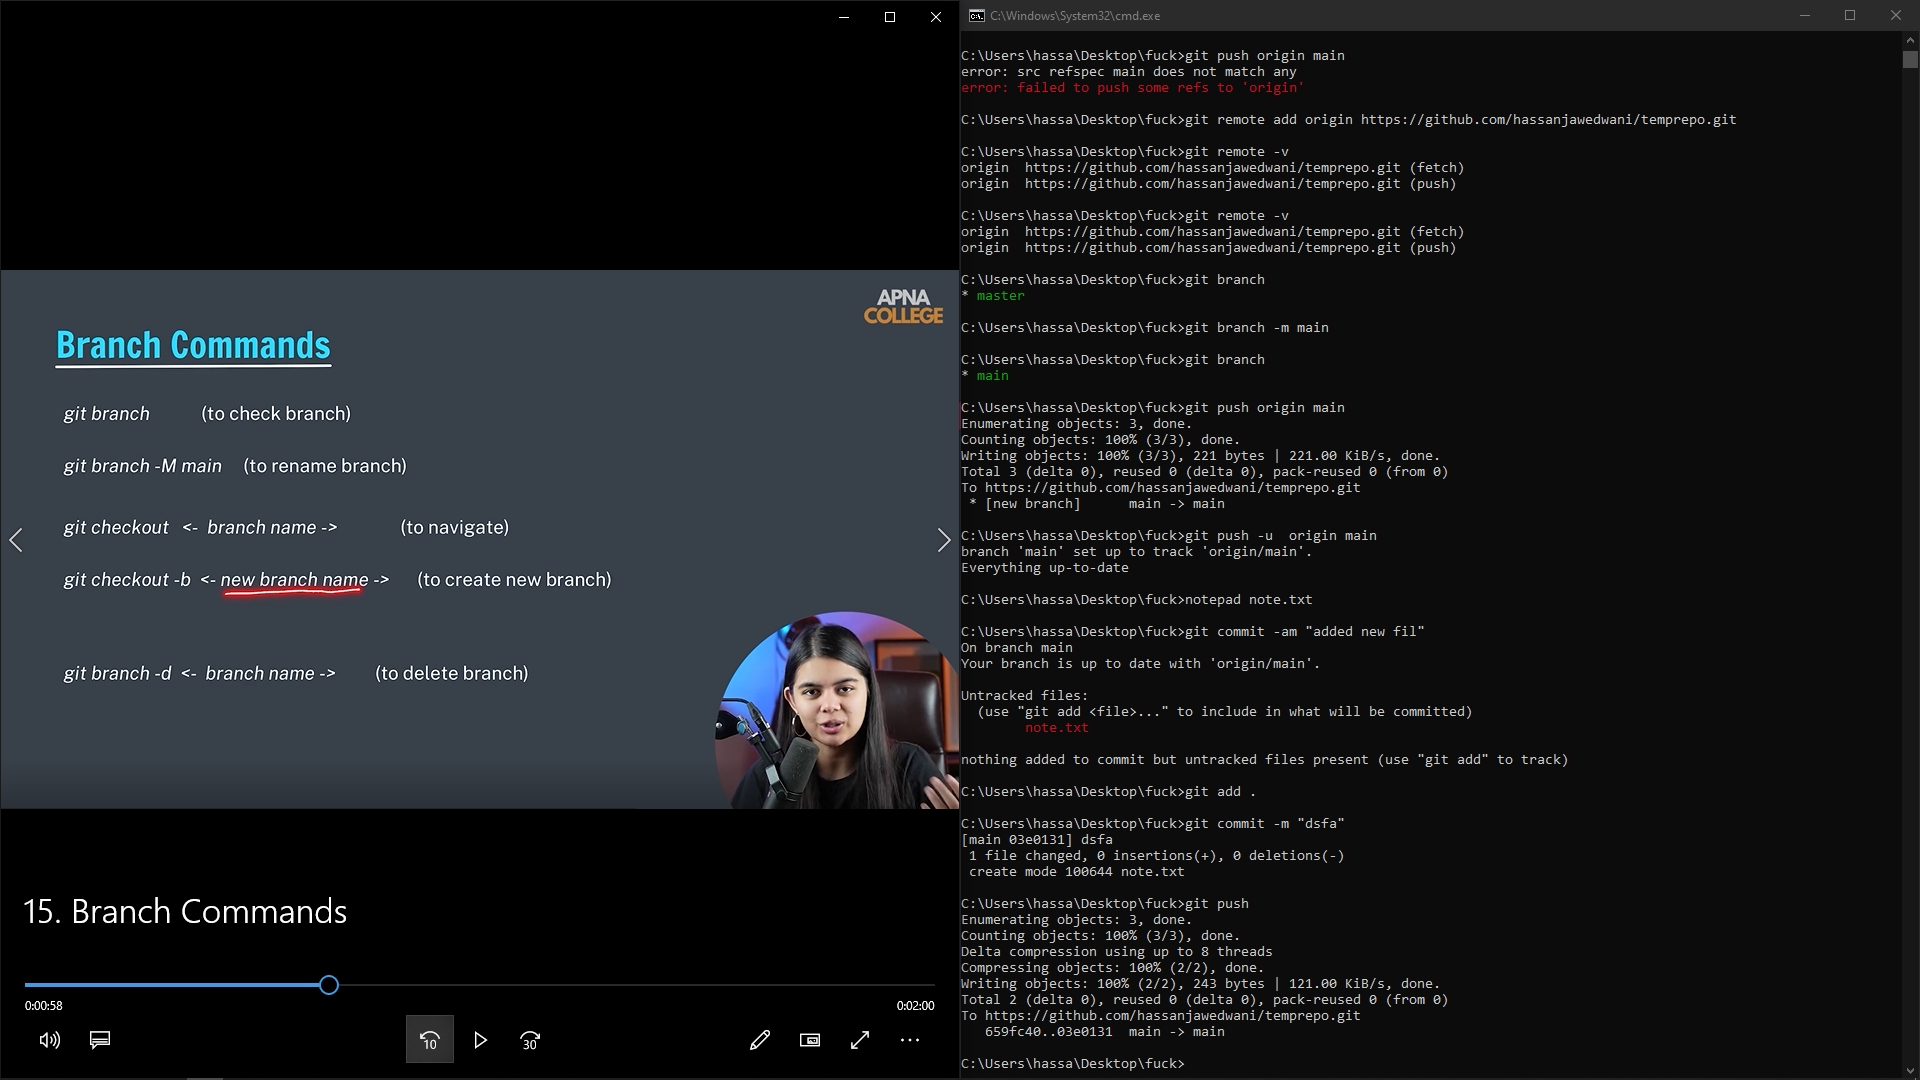 APNA
COLLEGE
Branch Commands
git branch (to check branch)
git branch -M main (to rename branch)
git checkout <- branch name -> (to navigate)
git checkout -b <- new branch name -> (to create new branch)
git branch -d <- branch name -> (to delete branch)
15. Branch Commands
0:00:58
0:02:00
10
30
C:\Windows\System32\cmd.exe
C:\Users\hassa\Desktop\fuck>git push origin main
error: src refspec main does not match any
error: failed to push some refs to 'origin'
C:\Users\hassa\Desktop\fuck>git remote add origin https://github.com/hassanjawedwani/temprepo.git
C:\Users\hassa\Desktop\fuck>git remote -v
origin  https://github.com/hassanjawedwani/temprepo.git (fetch)
origin  https://github.com/hassanjawedwani/temprepo.git (push)
C:\Users\hassa\Desktop\fuck>git remote -v
origin  https://github.com/hassanjawedwani/temprepo.git (fetch)
origin  https://github.com/hassanjawedwani/temprepo.git (push)
C:\Users\hassa\Desktop\fuck>git branch
* master
C:\Users\hassa\Desktop\fuck>git branch -m main
C:\Users\hassa\Desktop\fuck>git branch
* main
C:\Users\hassa\Desktop\fuck>git push origin main
Enumerating objects: 3, done.
Counting objects: 100% (3/3), done.
Writing objects: 100% (3/3), 221 bytes | 221.00 KiB/s, done.
Total 3 (delta 0), reused 0 (delta 0), pack-reused 0 (from 0)
To https://github.com/hassanjawedwani/temprepo.git
 * [new branch]      main -> main
C:\Users\hassa\Desktop\fuck>git push -u  origin main
branch 'main' set up to track 'origin/main'.
Everything up-to-date
C:\Users\hassa\Desktop\fuck>notepad note.txt
C:\Users\hassa\Desktop\fuck>git commit -am "added new fil"
On branch main
Your branch is up to date with 'origin/main'.
Untracked files:
  (use "git add <file>..." to include in what will be committed)
        note.txt
nothing added to commit but untracked files present (use "git add" to track)
C:\Users\hassa\Desktop\fuck>git add .
C:\Users\hassa\Desktop\fuck>git commit -m "dsfa"
[main 03e0131] dsfa
 1 file changed, 0 insertions(+), 0 deletions(-)
 create mode 100644 note.txt
C:\Users\hassa\Desktop\fuck>git push
Enumerating objects: 3, done.
Counting objects: 100% (3/3), done.
Delta compression using up to 8 threads
Compressing objects: 100% (2/2), done.
Writing objects: 100% (2/2), 243 bytes | 121.00 KiB/s, done.
Total 2 (delta 0), reused 0 (delta 0), pack-reused 0 (from 0)
To https://github.com/hassanjawedwani/temprepo.git
   659fc40..03e0131  main -> main
C:\Users\hassa\Desktop\fuck>